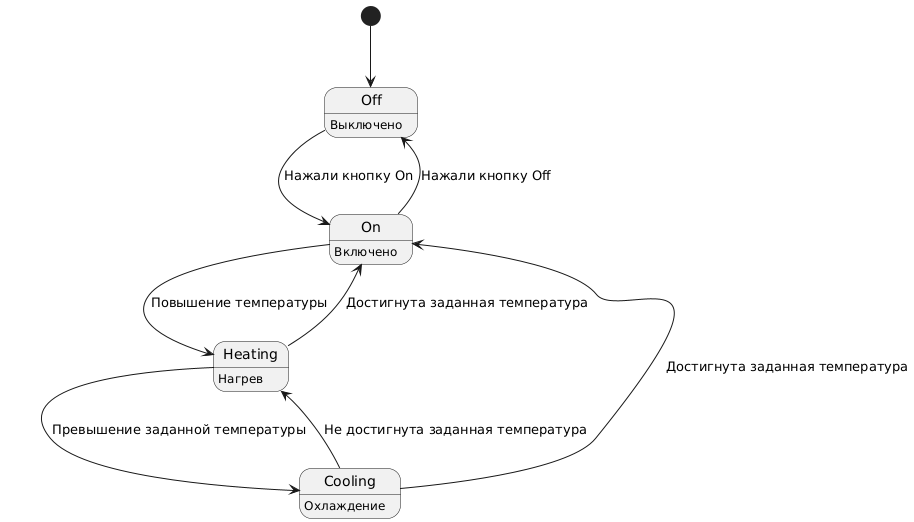 Off
Выключено
Нажали кнопку On
Нажали кнопку Off
On
Включено
Повышение температуры
Достигнута заданная температура
Heating
Нагрев
Достигнута заданная температура
Превышение заданной температуры
Не достигнута заданная температура
Cooling
Охлаждение